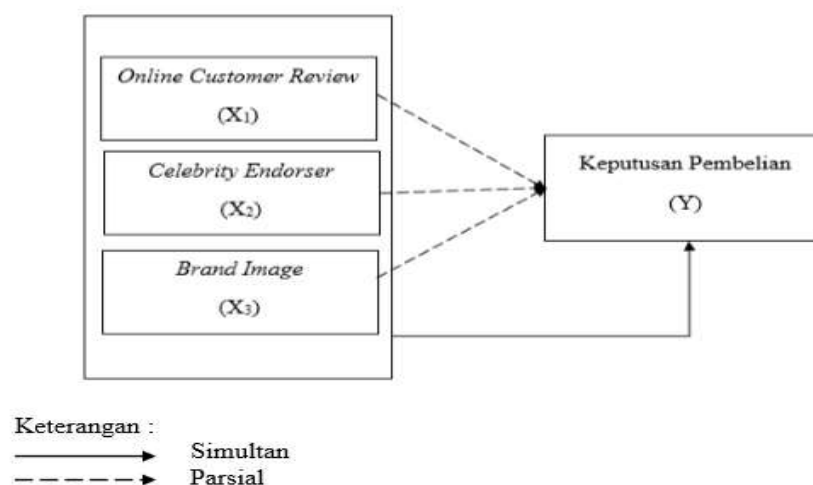 Online Customer Review
(X₁)
Celebrity Endorser
(X₂)
Brand Image
(X₃)
Keputusan Pembelian
(Y)
Keterangan :
Simultan
Parsial